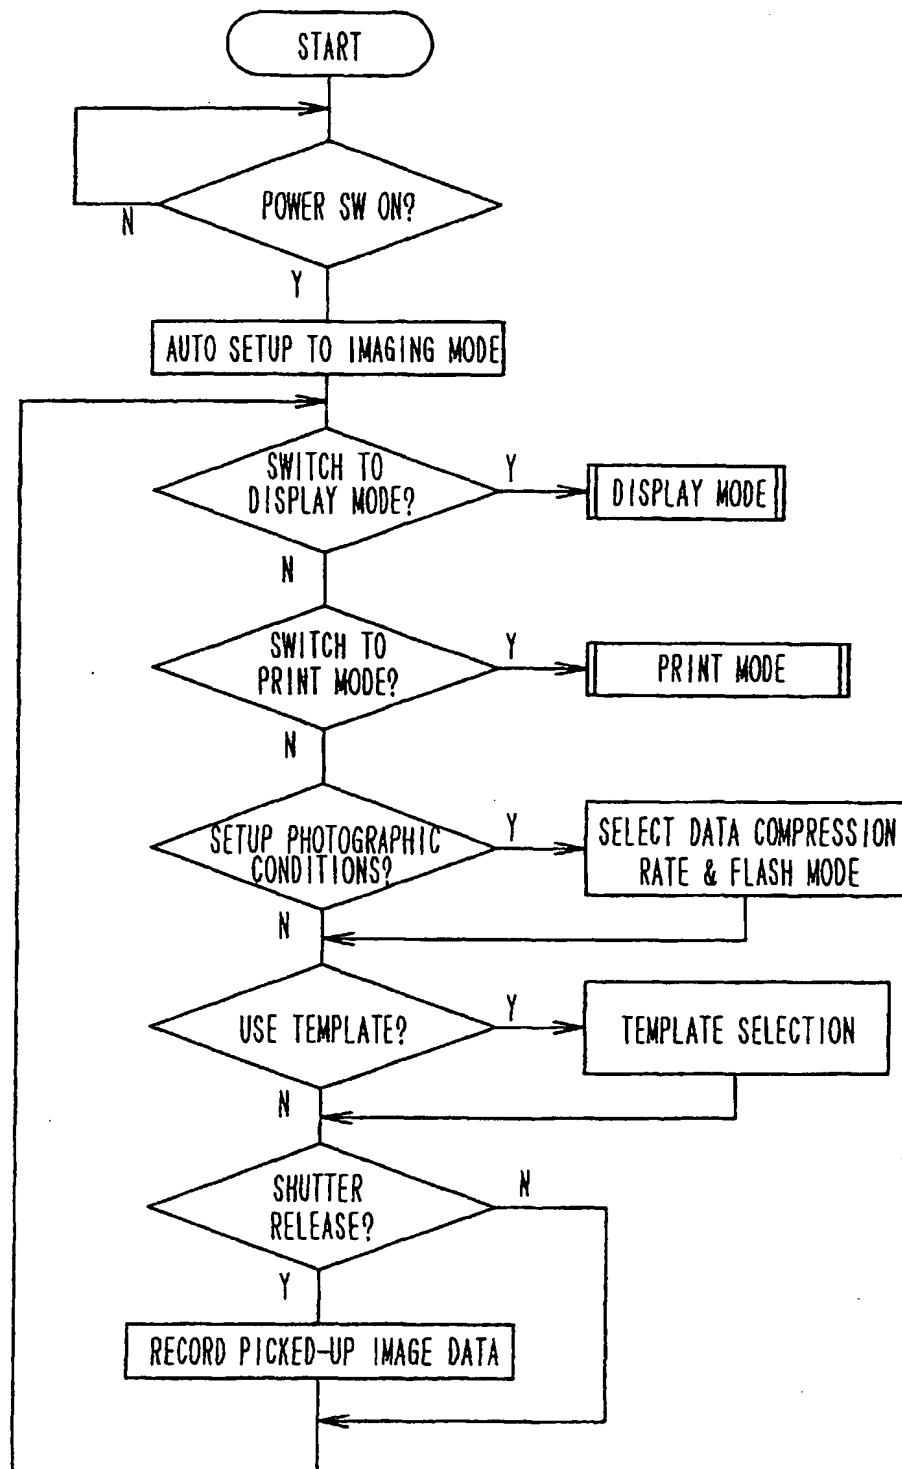 START
POWER SW ON?
N
Y
AUTO SETUP TO IMAGING MODE
SWITCH TO
DISPLAY MODE?
Y
DISPLAY MODE
N
SWITCH TO
PRINT MODE?
Y
PRINT MODE
N
SETUP PHOTOGRAPHIC
CONDITIONS?
Y
SELECT DATA COMPRESSION
RATE & FLASH MODE
N
USE TEMPLATE?
Y
TEMPLATE SELECTION
N
SHUTTER
RELEASE?
N
Y
RECORD PICKED-UP IMAGE DATA